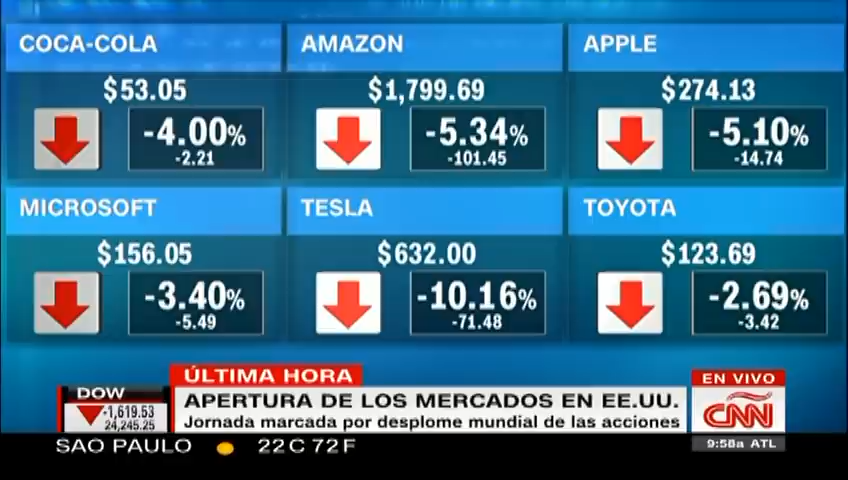 COCA-COLA
$53.05
-4.00%
-2.21
AMAZON
$1,799.69
-5.34%
-101.45
APPLE
$274.13
-5.10%
-14.74
MICROSOFT
$156.05
-3.40%
-5.49
TESLA
$632.00
-10.16%
-71.48
TOYOTA
$123.69
-2.69%
-3.42
ÚLTIMA HORA
EN VIVO
DOW
-1,619.53
24,245.25
APERTURA DE LOS MERCADOS EN EE.UU.
Jornada marcada por desplome mundial de las acciones
CNN
SAO PAULO 22 C 72 F
9:58a ATL